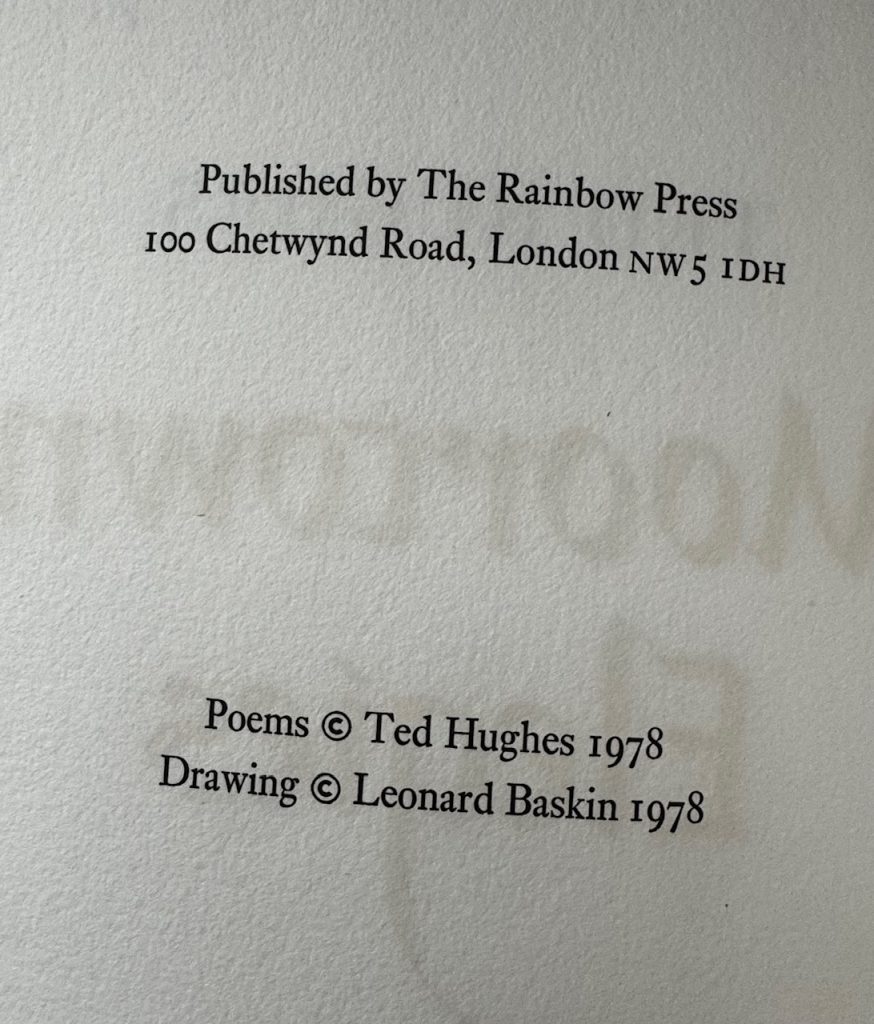 Published by The Rainbow Press
100 Chetwynd Road, London NW5 1DH
Poems © Ted Hughes 1978
Drawing © Leonard Baskin 1978